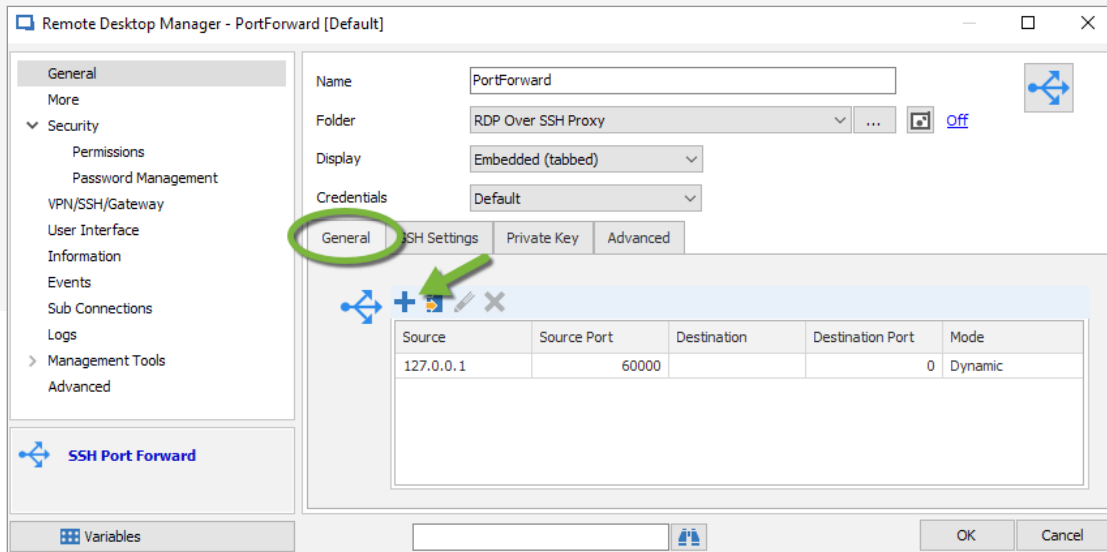 Remote Desktop Manager - PortForward [Default]
General
More
Security
Permissions
Password Management
VPN/SSH/Gateway
User Interface
Information
Events
Sub Connections
Logs
Management Tools
Advanced
SSH Port Forward
Variables
Name PortForward
Folder RDP Over SSH Proxy ... Off
Display Embedded (tabbed)
Credentials Default
General SSH Settings Private Key Advanced
Source Source Port Destination Destination Port Mode
127.0.0.1 60000 0 Dynamic
OK Cancel